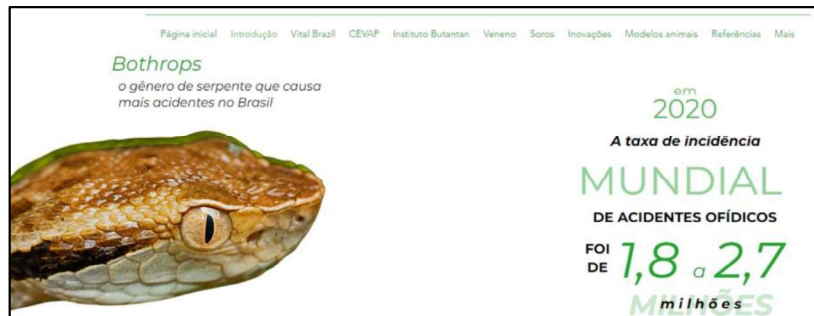 Página inicial Introdução Vital Brazil CEVAP Instituto Butantan Veneno Soros Inovações Modelos animais Referências Mais
Bothrops
o gênero de serpente que causa
mais acidentes no Brasil
em
2020
A taxa de incidência
MUNDIAL
DE ACIDENTES OFÍDICOS
FOI
DE
1,8 a 2,7
MILHÕES
milhões